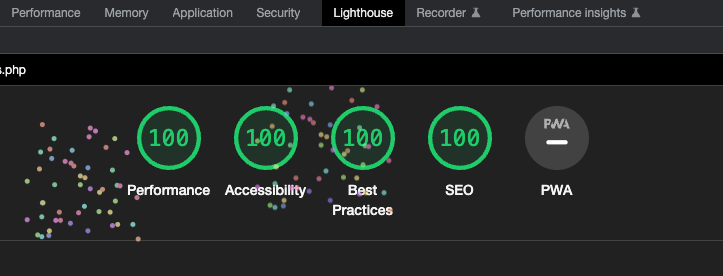 Performance Memory Application Security Lighthouse Recorder Performance insights
s.php
100 100 100 100 PWA
Performance Accessibility Best Practices SEO PWA